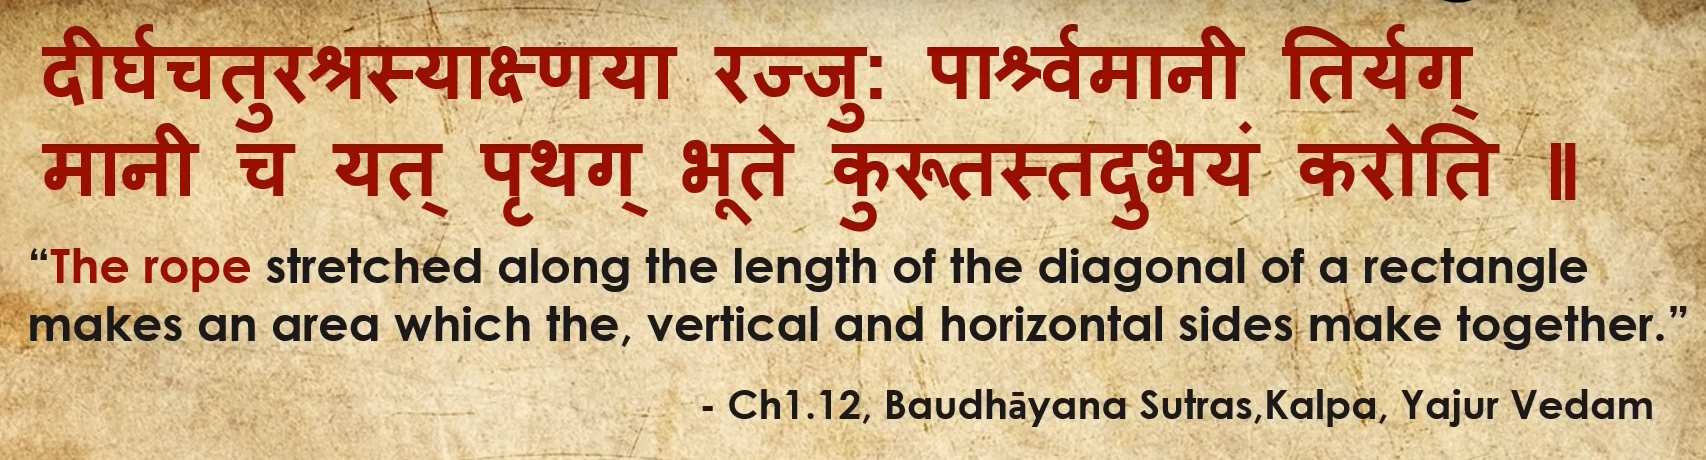 दीर्घचतुरश्रस्याक्ष्णया रज्जु: पार्श्र्वमानी तिर्यग्
मानी च यत् पृथग् भूते कुरूतस्तदुभयं करोति ॥
“The rope stretched along the length of the diagonal of a rectangle
makes an area which the, vertical and horizontal sides make together.”
- Ch1.12, Baudhāyana Sutras,Kalpa, Yajur Vedam